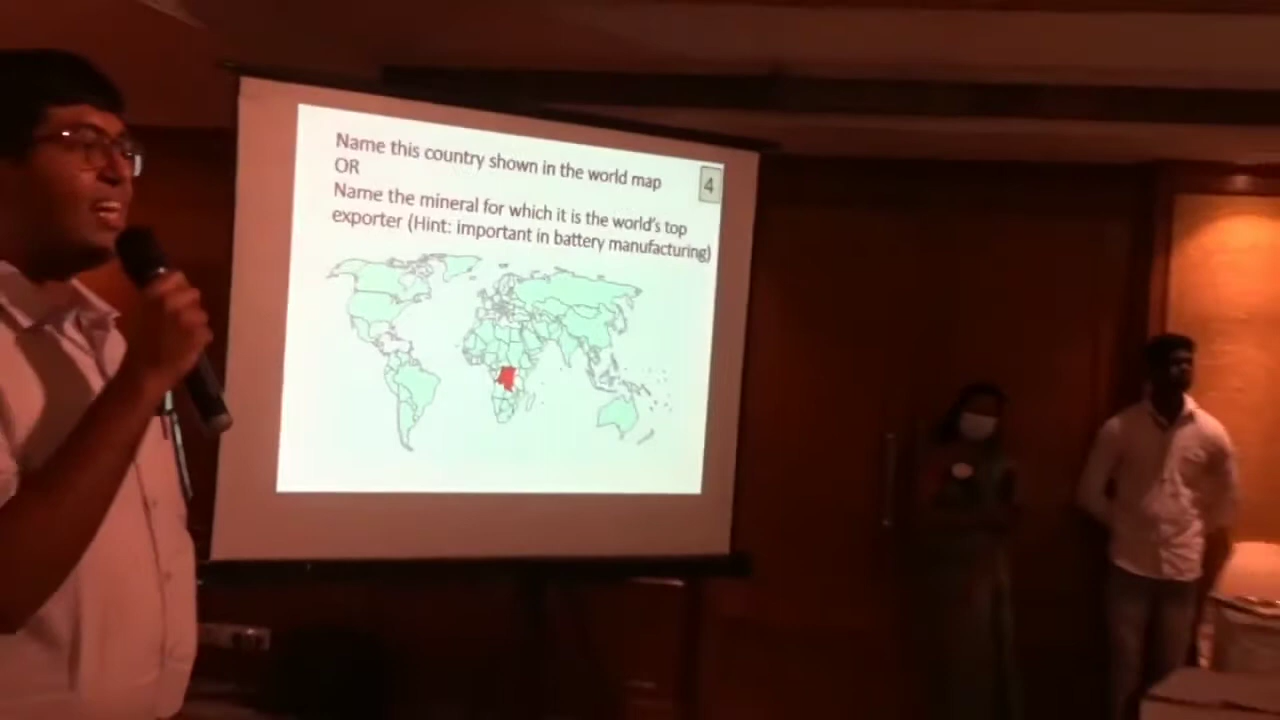 Name this country shown in the world map
4
OR
Name the mineral for which it is the world's top
exporter (Hint: important in battery manufacturing)